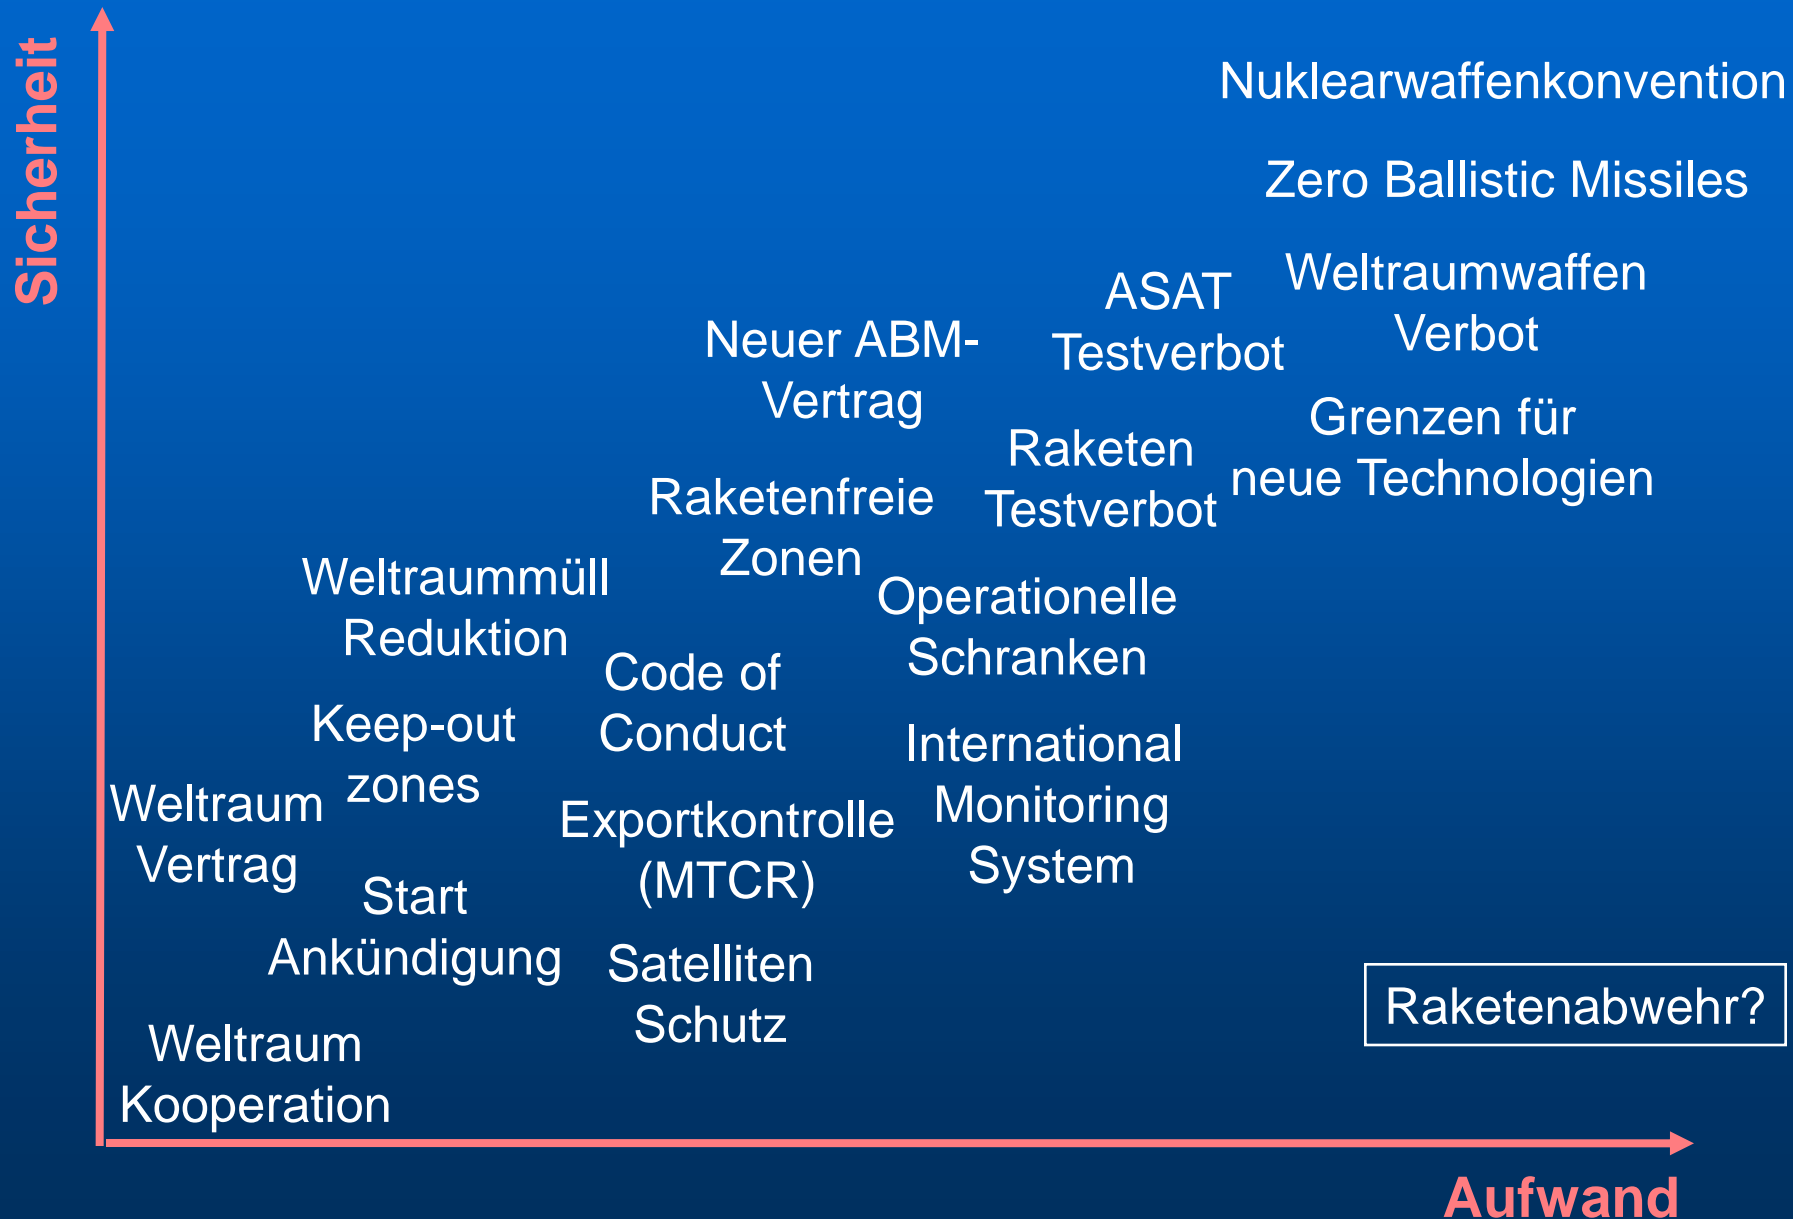 Sicherheit
Nuklearwaffenkonvention
Zero Ballistic Missiles
Weltraumwaffen
Verbot
ASAT
Testverbot
Neuer ABM-
Vertrag
Grenzen für
neue Technologien
Raketen
Testverbot
Raketenfreie
Zonen
Weltraummüll
Reduktion
Operationelle
Schranken
Code of
Conduct
Keep-out
zones
International
Monitoring
System
Weltraum
Vertrag
Exportkontrolle
(MTCR)
Start
Ankündigung
Satelliten
Schutz
Raketenabwehr?
Weltraum
Kooperation
Aufwand